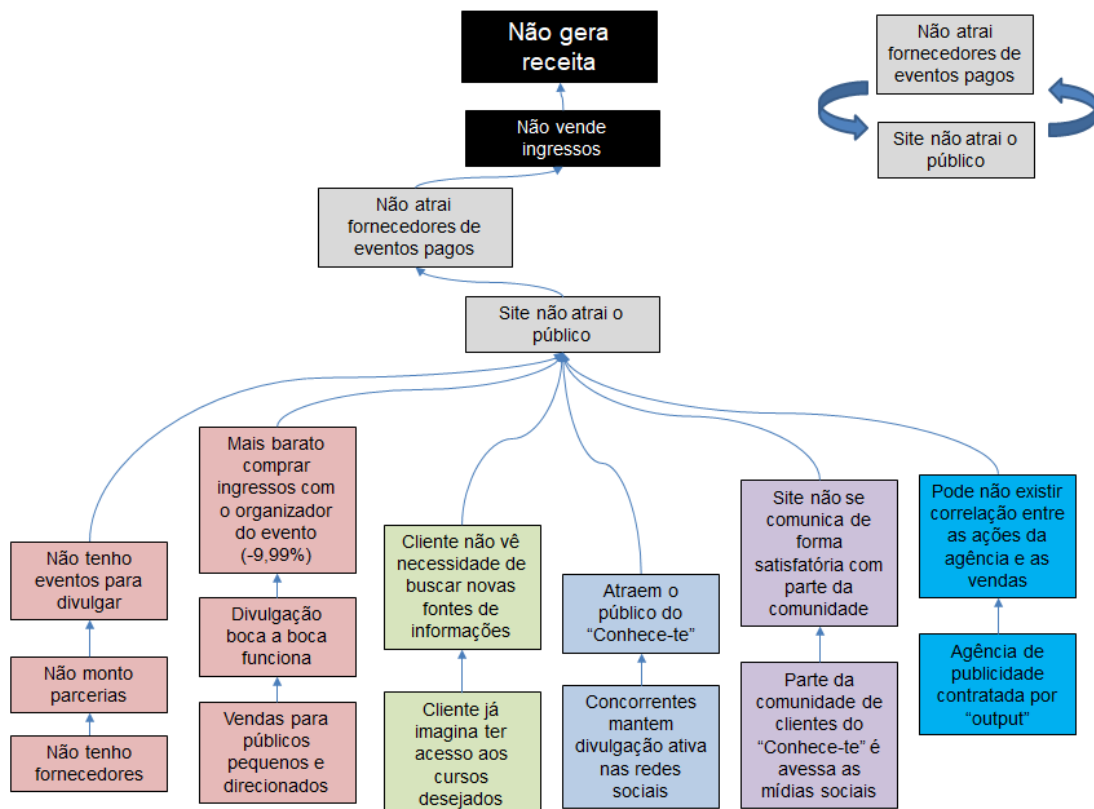 Não gera
receita
Não atrai
fornecedores de
eventos pagos
Site não atrai o
público
Não vende
ingressos
Não atrai
fornecedores de
eventos pagos
Site não atrai o
público
Não tenho
eventos para
divulgar
Não monto
parcerias
Não tenho
fornecedores
Mais barato
comprar
ingressos com
o organizador
do evento
(-9,99%)
Divulgação
boca a boca
funciona
Vendas para
públicos
pequenos e
direcionados
Cliente não vê
necessidade de
buscar novas
fontes de
informações
Cliente já
imagina ter
acesso aos
cursos
desejados
Atraem o
público do
“Conhece-te”
Concorrentes
mantem
divulgação ativa
nas redes
sociais
Site não se
comunica de
forma
satisfatória com
parte da
comunidade
Parte da
comunidade de
clientes do
“Conhece-te” é
avessa as
mídias sociais
Pode não existir
correlação entre
as ações da
agência e as
vendas
Agência de
publicidade
contratada por
“output”